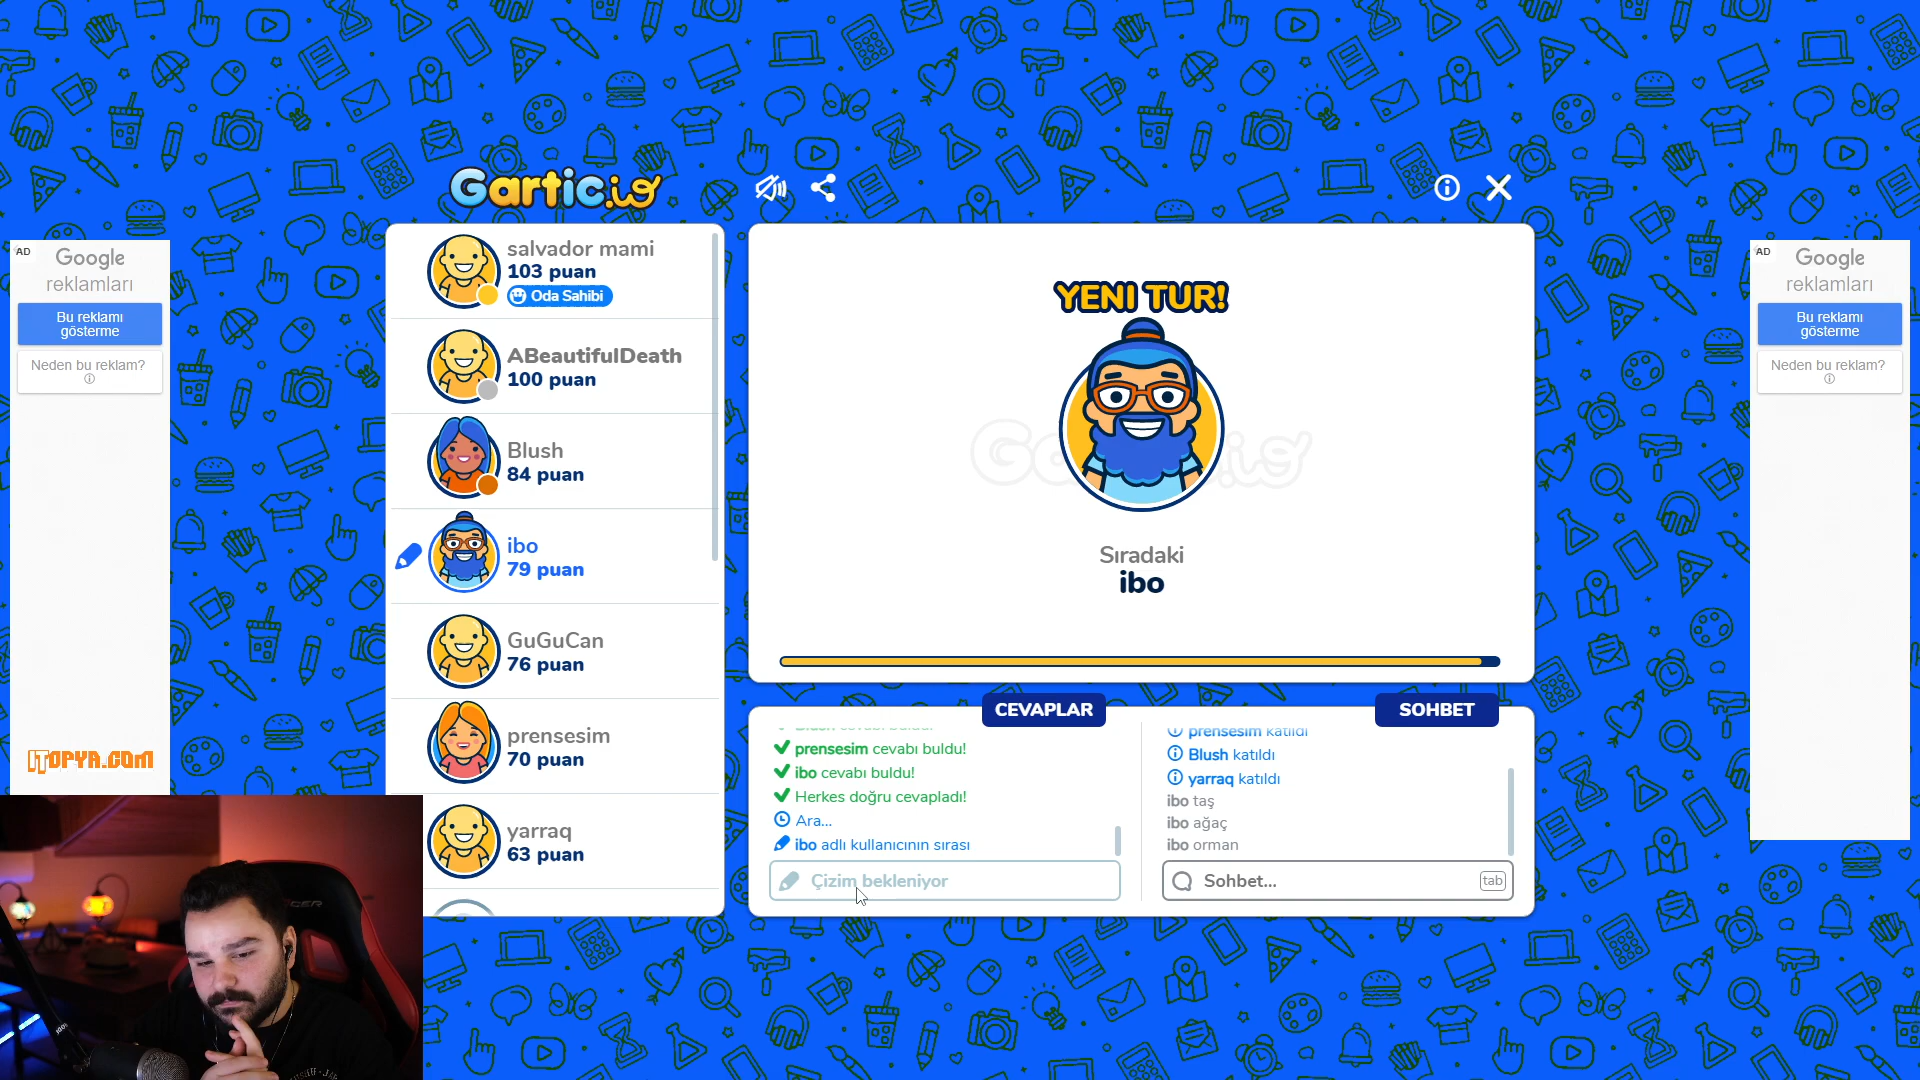 Gartic.io
AD
Google
reklamları
Bu reklamı
gösterme
Neden bu reklam?
salvador mami
103 puan
Oda Sahibi
ABeautifulDeath
100 puan
Blush
84 puan
ibo
79 puan
GuGuCan
76 puan
prensesim
70 puan
yarraq
63 puan
YENI TUR!
Sıradaki
ibo
CEVAPLAR
Blush cevabı buldu!
prensesim cevabı buldu!
ibo cevabı buldu!
Herkes doğru cevapladı!
Ara...
ibo adlı kullanıcının sırası
Çizim bekleniyor
SOHBET
prensesim katıldı
Blush katıldı
yarraq katıldı
ibo taş
ibo ağaç
ibo orman
Sohbet...
tab
AD
Google
reklamları
Bu reklamı
gösterme
Neden bu reklam?
ITOPYA.COM